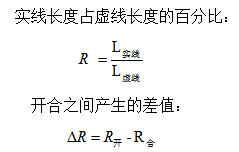 实线长度占虚线长度的百分比：
R = L实线 / L虚线
开合之间产生的差值：
ΔR = R开 - R合